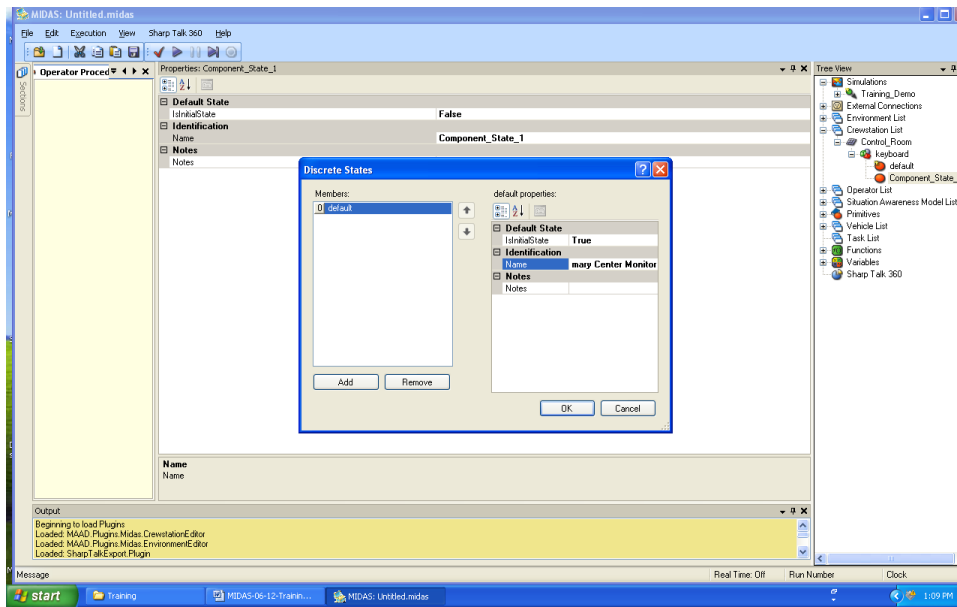 MIDAS: Untitled.midas
File Edit Execution View Sharp Talk 360 Help
Sections
Operator Proced
Properties: Component_State_1
Default State
IsInitialState False
Identification
Name Component_State_1
Notes
Notes
Discrete States
Members:
0 default
Add Remove
default properties:
Default State
IsInitialState True
Identification
Name mary Center Monitor
Notes
Notes
OK Cancel
Name
Name
Tree View
Simulations
Training_Demo
External Connections
Environment List
Crewstation List
Control_Room
keyboard
default
Component_State_
Operator List
Situation Awareness Model List
Primitives
Vehicle List
Task List
Functions
Variables
Sharp Talk 360
Output
Beginning to load Plugins
Loaded: MAAD.Plugins.Midas.CrewstationEditor
Loaded: MAAD.Plugins.Midas.EnvironmentEditor
Loaded: SharpTalkExport.Plugin
Message Real Time: Off Run Number Clock
start Training MIDAS-06-12-Trainin... MIDAS: Untitled.midas 1:09 PM